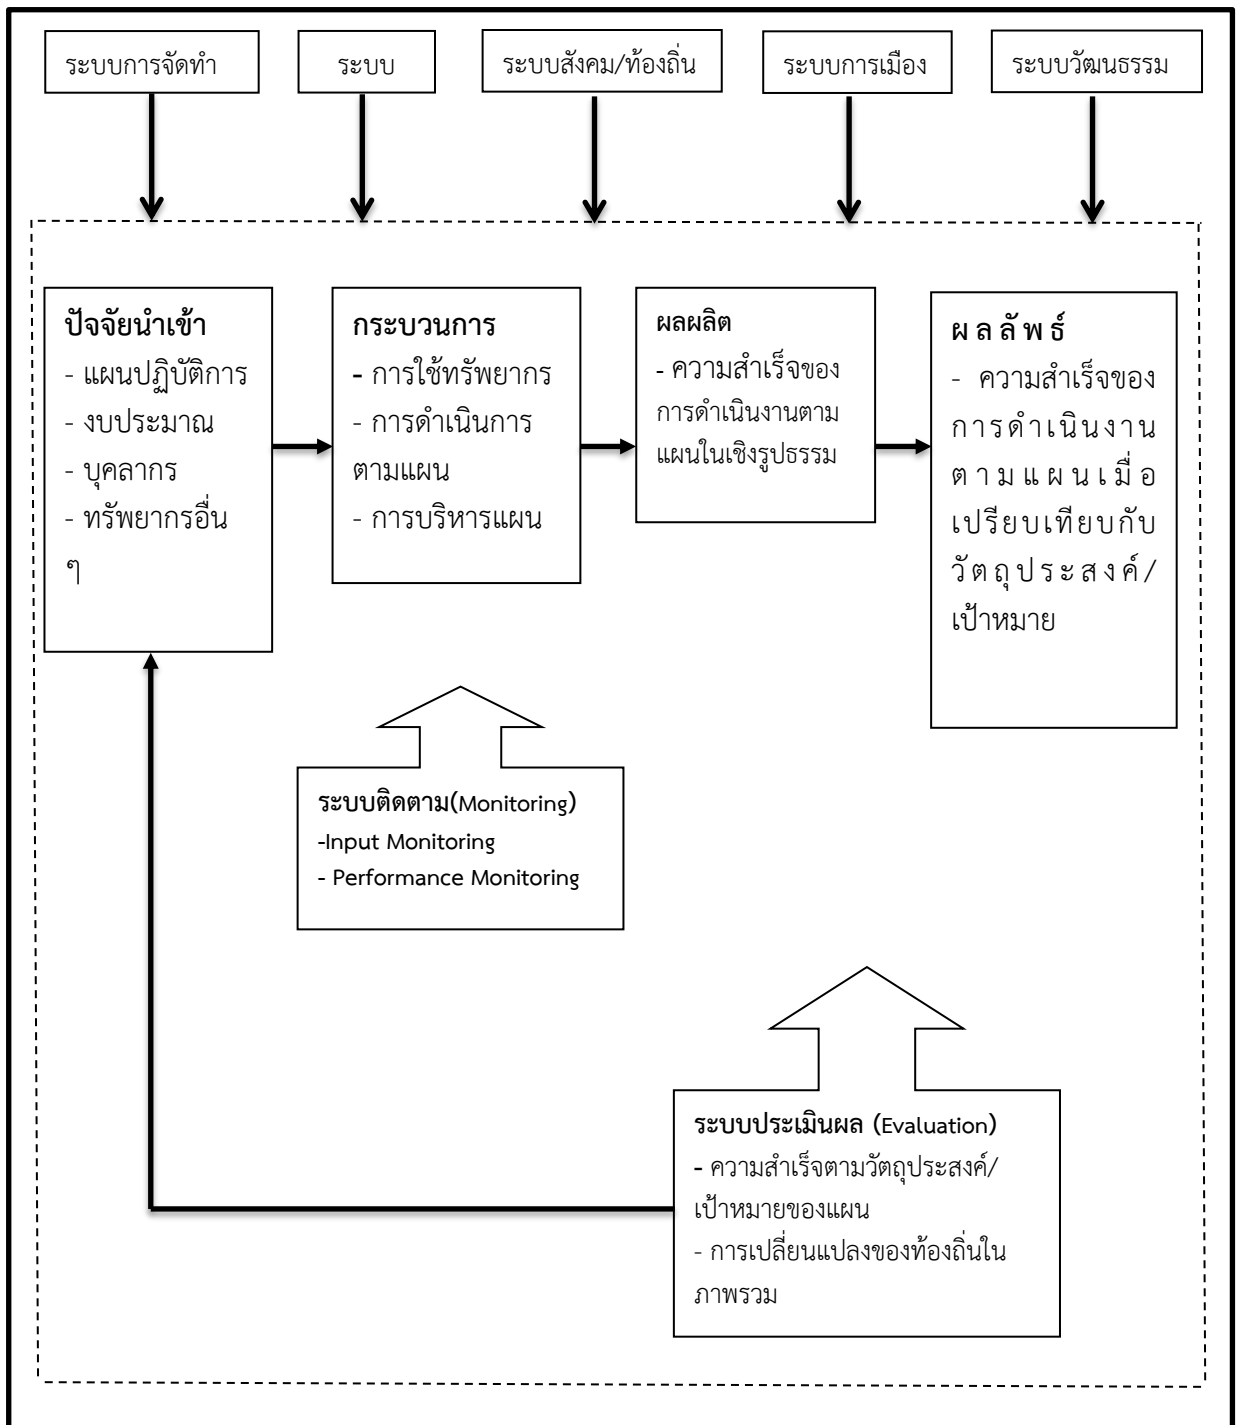 ระบบการจัดทำ
ระบบ
ระบบสังคม/ท้องถิ่น
ระบบการเมือง
ระบบวัฒนธรรม
ปัจจัยนำเข้า
- แผนปฏิบัติการ
- งบประมาณ
- บุคลากร
- ทรัพยากรอื่น
ๆ
กระบวนการ
- การใช้ทรัพยากร
- การดำเนินการ
ตามแผน
- การบริหารแผน
ผลผลิต
- ความสำเร็จของ
การดำเนินงานตาม
แผนในเชิงรูปธรรม
ผลลัพธ์
- ความสำเร็จของ
การดำเนินงาน
ตามแผนเมื่อ
เปรียบเทียบกับ
วัตถุประสงค์/
เป้าหมาย
ระบบติดตาม(Monitoring)
-Input Monitoring
- Performance Monitoring
ระบบประเมินผล (Evaluation)
- ความสำเร็จตามวัตถุประสงค์/
เป้าหมายของแผน
- การเปลี่ยนแปลงของท้องถิ่นใน
ภาพรวม